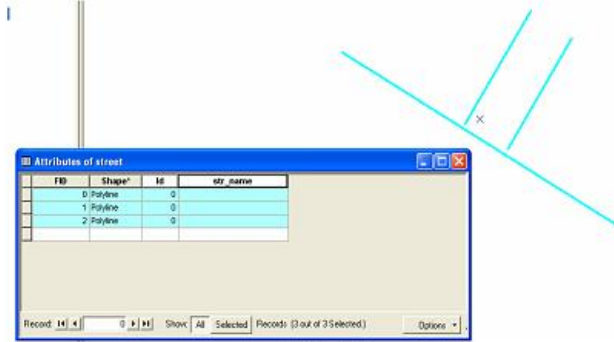 Attributes of street
FID Shape* Id str_name
0 Polyline 0
1 Polyline 0
2 Polyline 0
Record: 0 Show: All Selected Records (3 out of 3 Selected.) Options